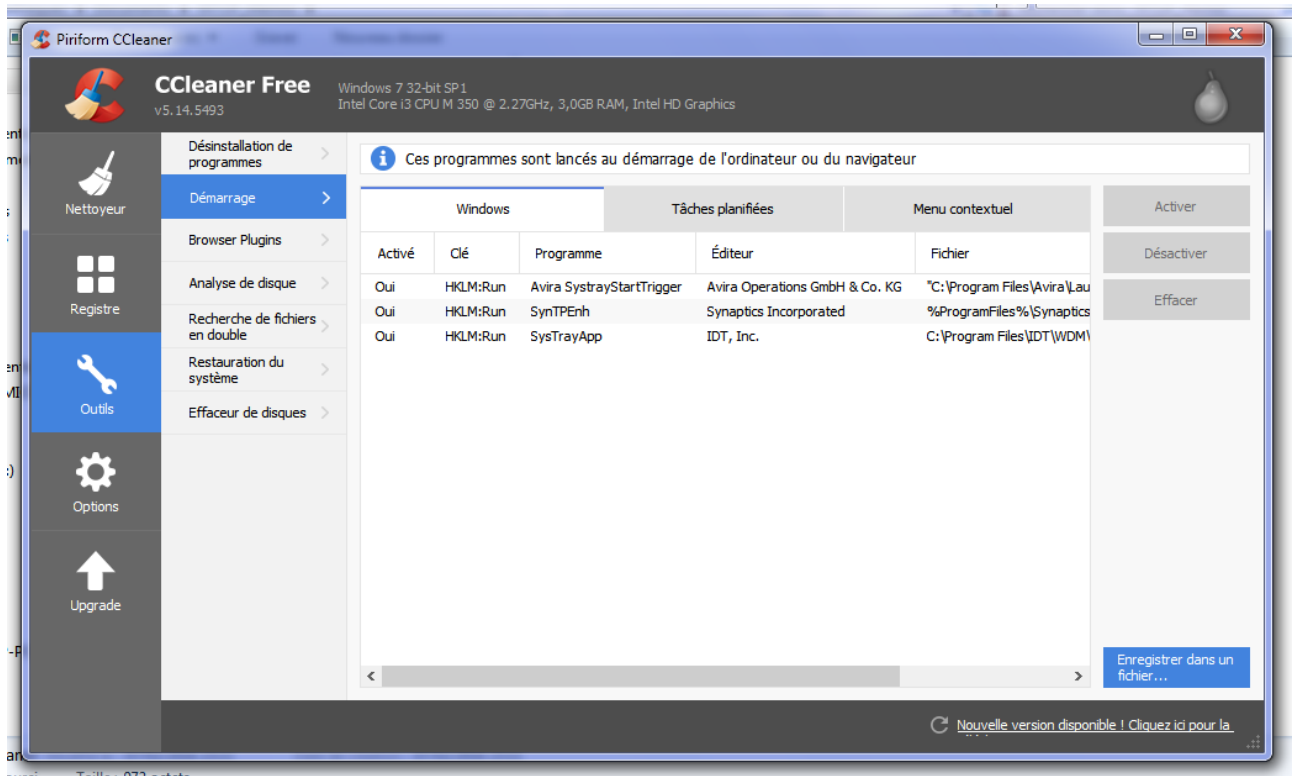 Piriform CCleaner
CCleaner Free
v5.14.5493
Windows 7 32-bit SP1
Intel Core i3 CPU M 350 @ 2.27GHz, 3,0GB RAM, Intel HD Graphics
Nettoyeur
Registre
Outils
Options
Upgrade
Désinstallation de
programmes
Démarrage
Browser Plugins
Analyse de disque
Recherche de fichiers
en double
Restauration du
système
Effaceur de disques
Ces programmes sont lancés au démarrage de l'ordinateur ou du navigateur
Windows Tâches planifiées Menu contextuel
Activé Clé Programme Éditeur Fichier
Oui HKLM:Run Avira SystrayStartTrigger Avira Operations GmbH & Co. KG "C:\Program Files\Avira\Lau
Oui HKLM:Run SynTPEnh Synaptics Incorporated %ProgramFiles%\Synaptics
Oui HKLM:Run SysTrayApp IDT, Inc. C:\Program Files\IDT\WDM\
Activer
Désactiver
Effacer
Enregistrer dans un
fichier...
Nouvelle version disponible ! Cliquez ici pour la